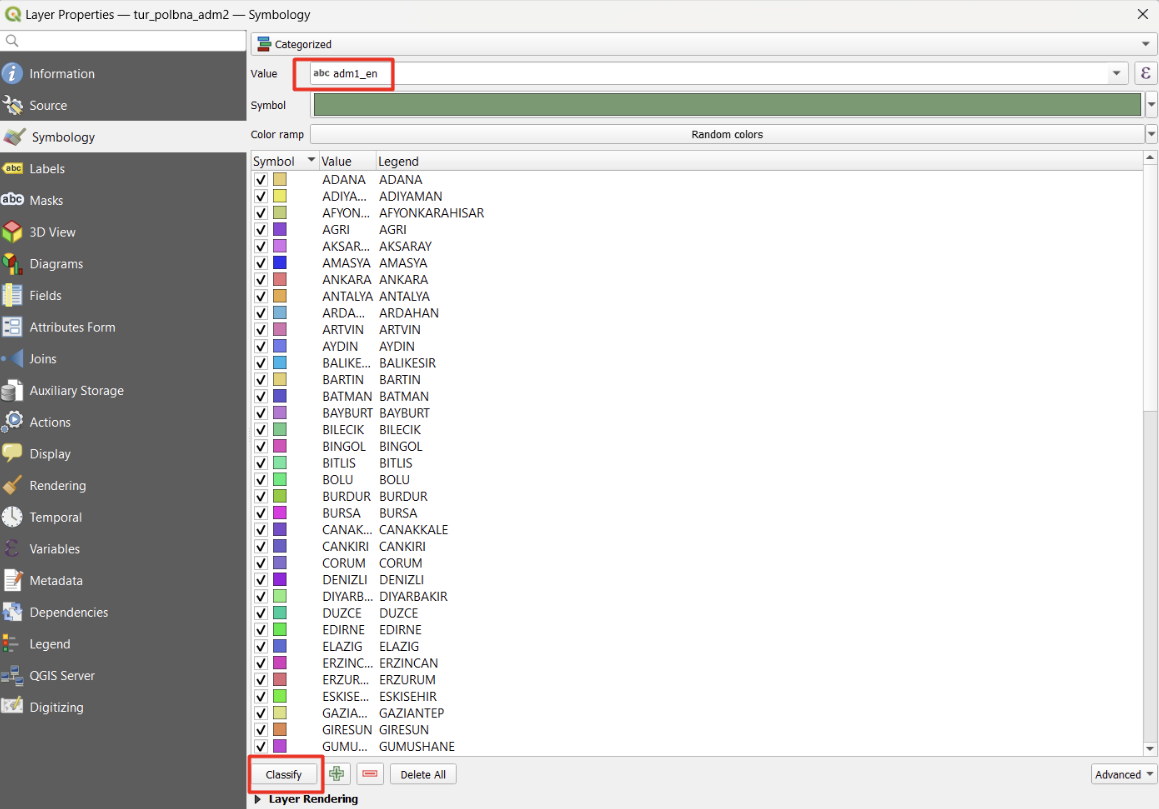 Layer Properties — tur_polbna_adm2 — Symbology
Information
Source
Symbology
abc Labels
abc Masks
3D View
Diagrams
Fields
Attributes Form
Joins
Auxiliary Storage
Actions
Display
Rendering
Temporal
Variables
Metadata
Dependencies
Legend
QGIS Server
Digitizing
Categorized
Value abc adm1_en ε
Symbol
Color ramp Random colors
Symbol Value Legend
ADANA ADANA
ADIYA... ADIYAMAN
AFYON... AFYONKARAHISAR
AGRI AGRI
AKSAR... AKSARAY
AMASYA AMASYA
ANKARA ANKARA
ANTALYA ANTALYA
ARDA... ARDAHAN
ARTVIN ARTVIN
AYDIN AYDIN
BALIKE... BALIKESIR
BARTIN BARTIN
BATMAN BATMAN
BAYBURT BAYBURT
BILECIK BILECIK
BINGOL BINGOL
BITLIS BITLIS
BOLU BOLU
BURDUR BURDUR
BURSA BURSA
CANAK... CANAKKALE
CANKIRI CANKIRI
CORUM CORUM
DENIZLI DENIZLI
DIYARB... DIYARBAKIR
DUZCE DUZCE
EDIRNE EDIRNE
ELAZIG ELAZIG
ERZINC... ERZINCAN
ERZUR... ERZURUM
ESKISE... ESKISEHIR
GAZIA... GAZIANTEP
GIRESUN GIRESUN
GUMU... GUMUSHANE
Classify Delete All Advanced
Layer Rendering